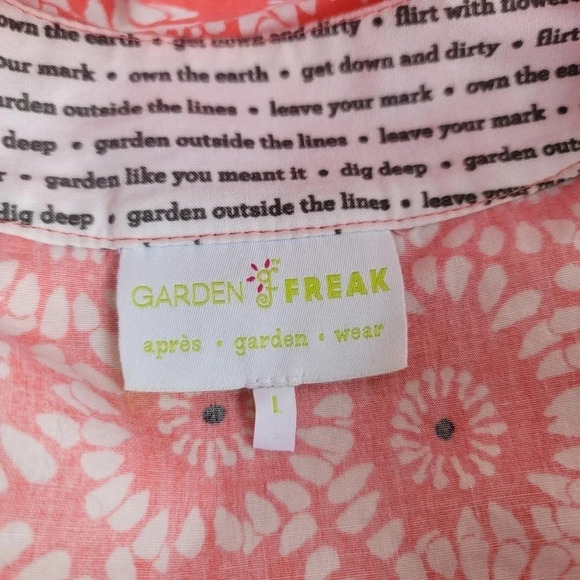 own the earth • get down and dirty • flirt with flowers
our mark • own the earth • get down and dirty • flirt
garden outside the lines • leave your mark • own the ea
deep • garden outside the lines • leave your mark •
r • garden like you meant it • dig deep • garden out
dig deep • garden outside the lines • leave your mark
GARDEN gf FREAK
après • garden • wear
L